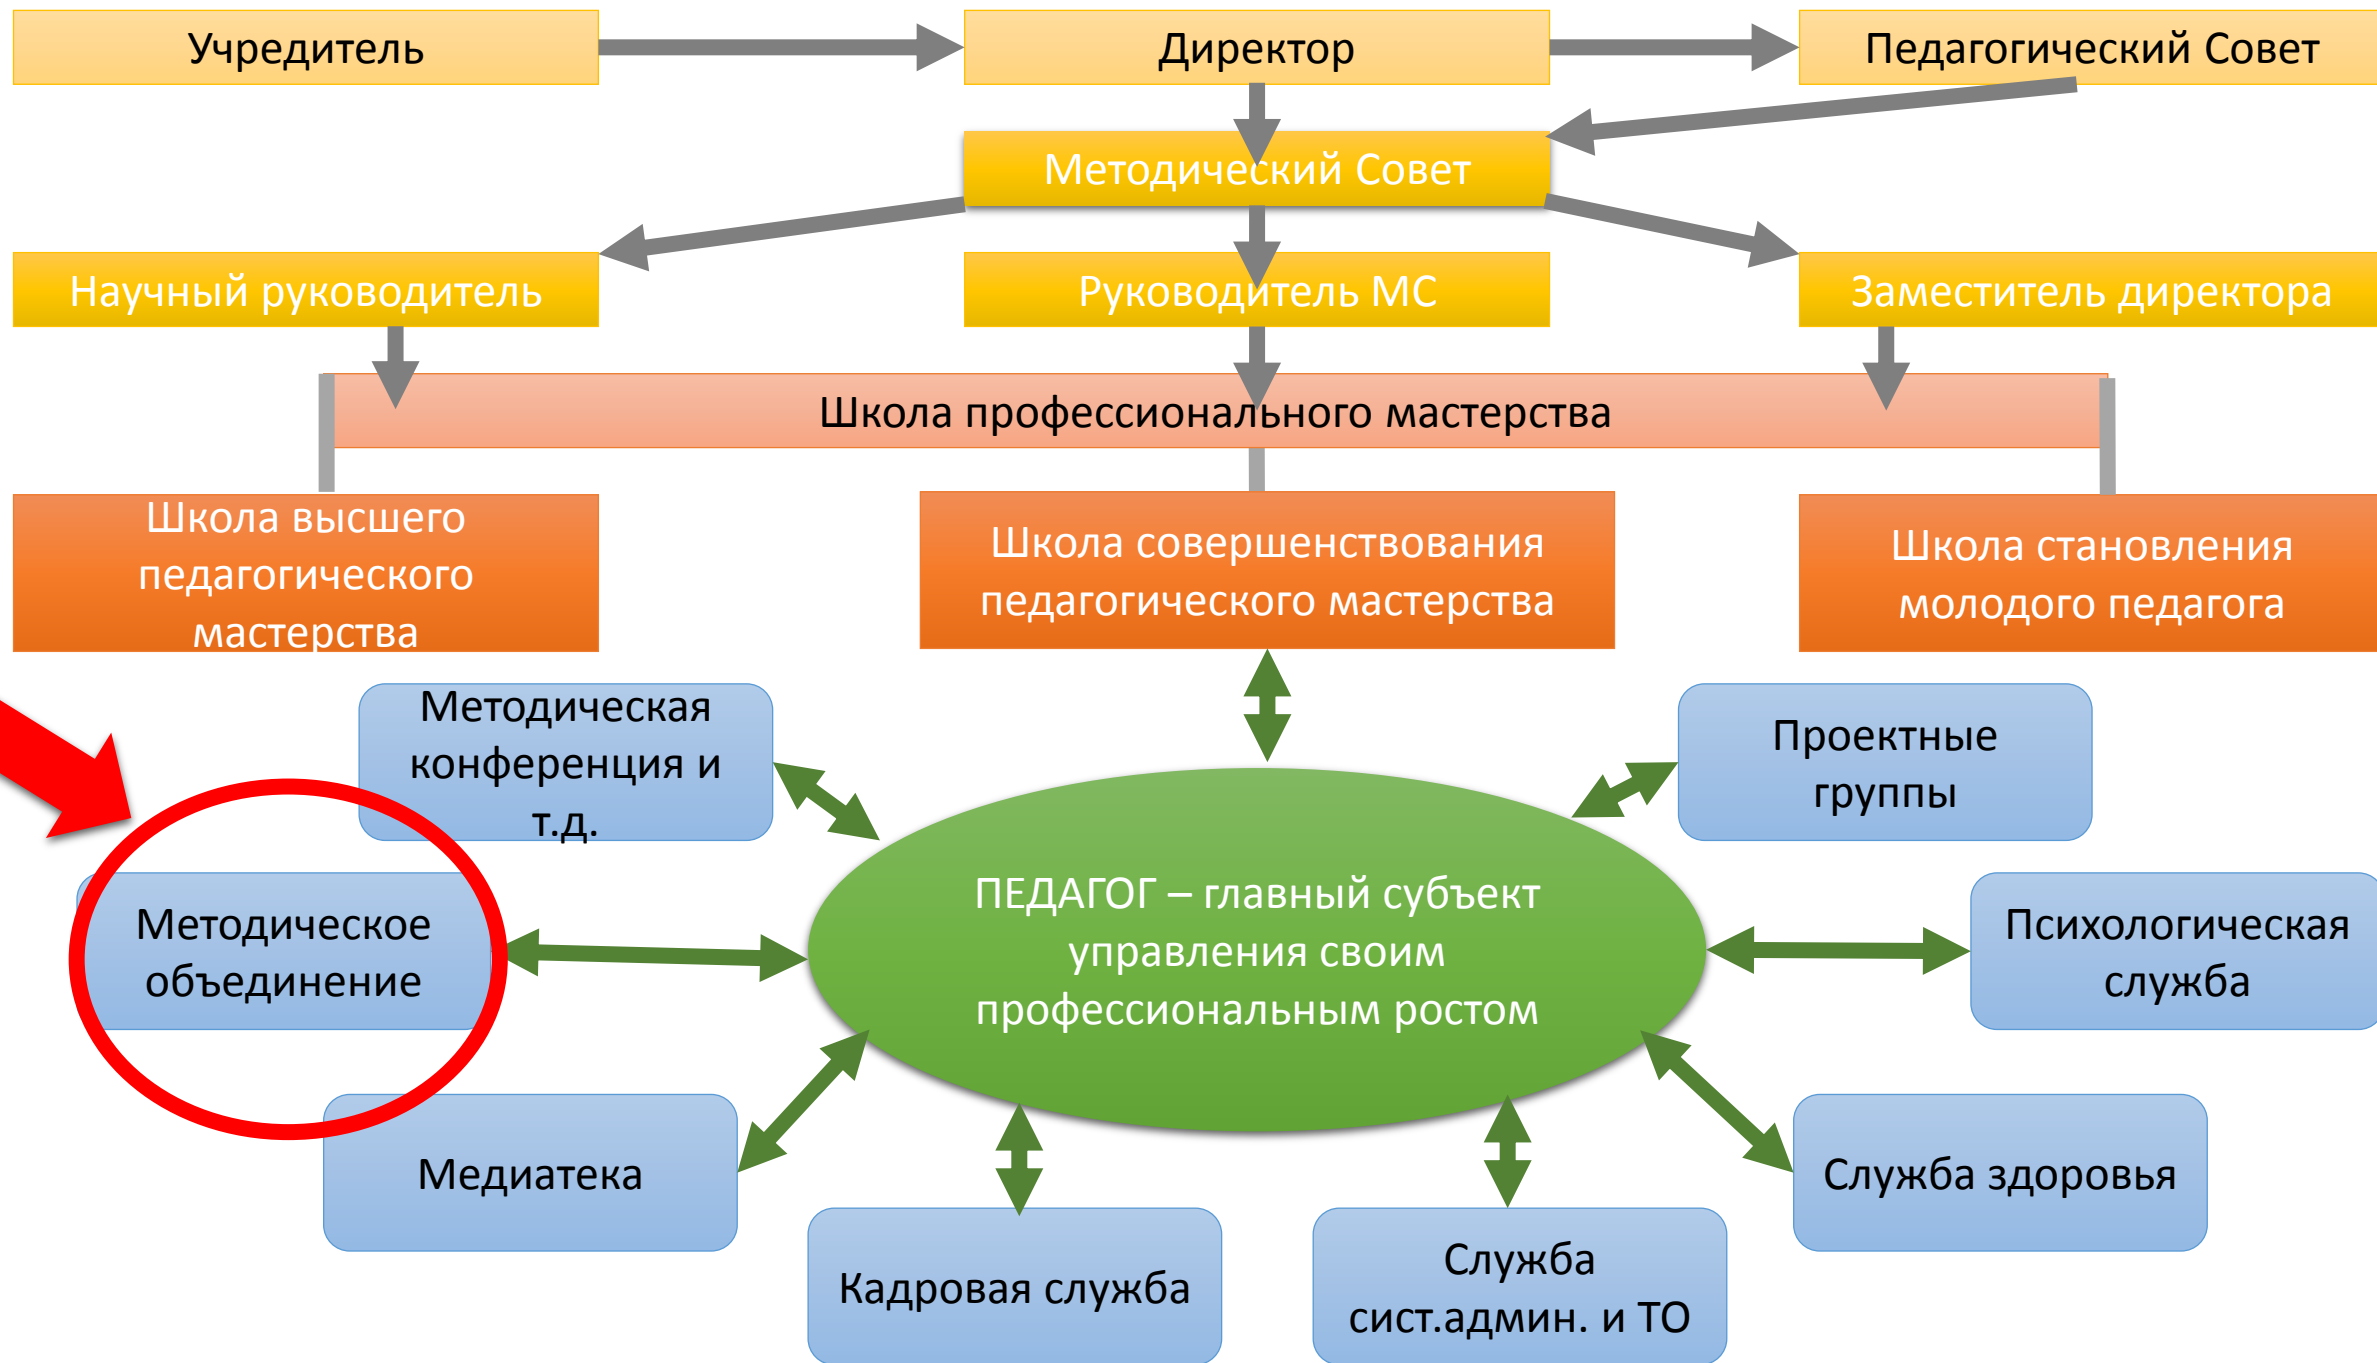 Учредитель
Директор
Педагогический Совет
Методический Совет
Научный руководитель
Руководитель МС
Заместитель директора
Школа профессионального мастерства
Школа высшего
педагогического
мастерства
Школа совершенствования
педагогического мастерства
Школа становления
молодого педагога
Методическая
конференция и
т.д.
Проектные
группы
Методическое
объединение
ПЕДАГОГ – главный субъект
управления своим
профессиональным ростом
Психологическая
служба
Медиатека
Служба здоровья
Кадровая служба
Служба
сист.админ. и ТО